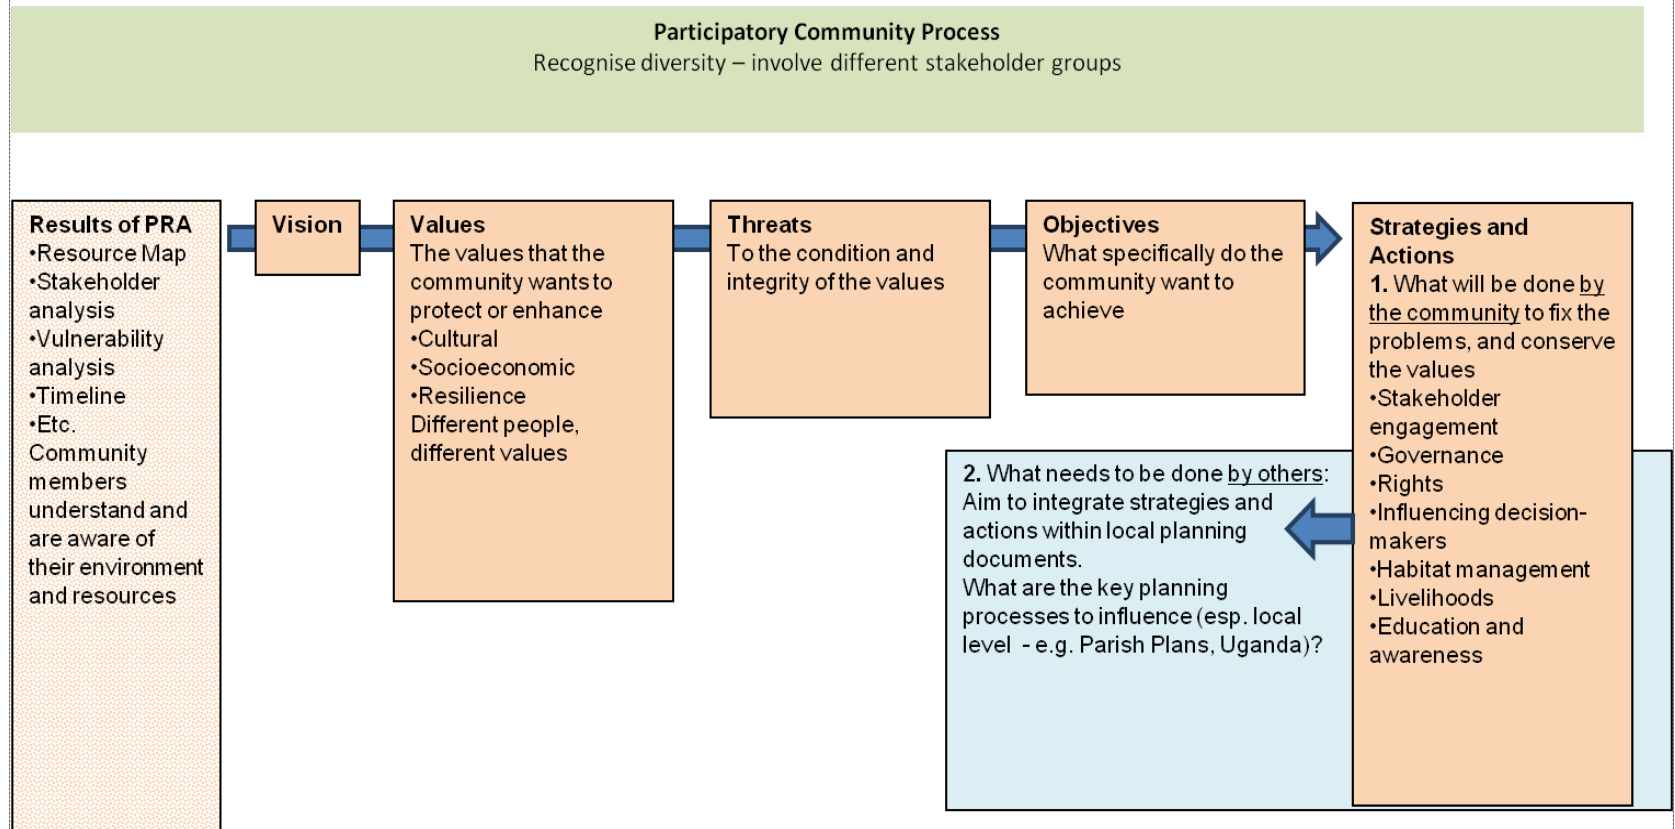 Participatory Community Process
Recognise diversity – involve different stakeholder groups
Results of PRA
•Resource Map
•Stakeholder
analysis
•Vulnerability
analysis
•Timeline
•Etc.
Community
members
understand and
are aware of
their environment
and resources
Vision
Values
The values that the
community wants to
protect or enhance
•Cultural
•Socioeconomic
•Resilience
Different people,
different values
Threats
To the condition and
integrity of the values
Objectives
What specifically do the
community want to
achieve
Strategies and
Actions
1. What will be done by
the community to fix the
problems, and conserve
the values
•Stakeholder
engagement
•Governance
•Rights
•Influencing decision-
makers
•Habitat management
•Livelihoods
•Education and
awareness
2. What needs to be done by others:
Aim to integrate strategies and
actions within local planning
documents.
What are the key planning
processes to influence (esp. local
level - e.g. Parish Plans, Uganda)?